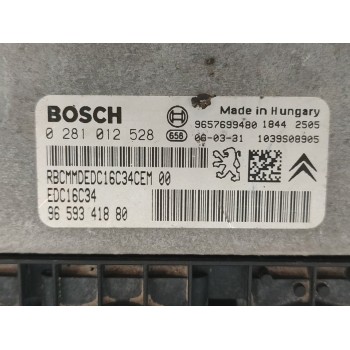 BOSCH
0 281 012 528
656
Made in Hungary
9657699480 1844 2505
06-03-31 1039S08905
RBCMMDEDC16C34CEM 00
EDC16C34
96 593 418 80